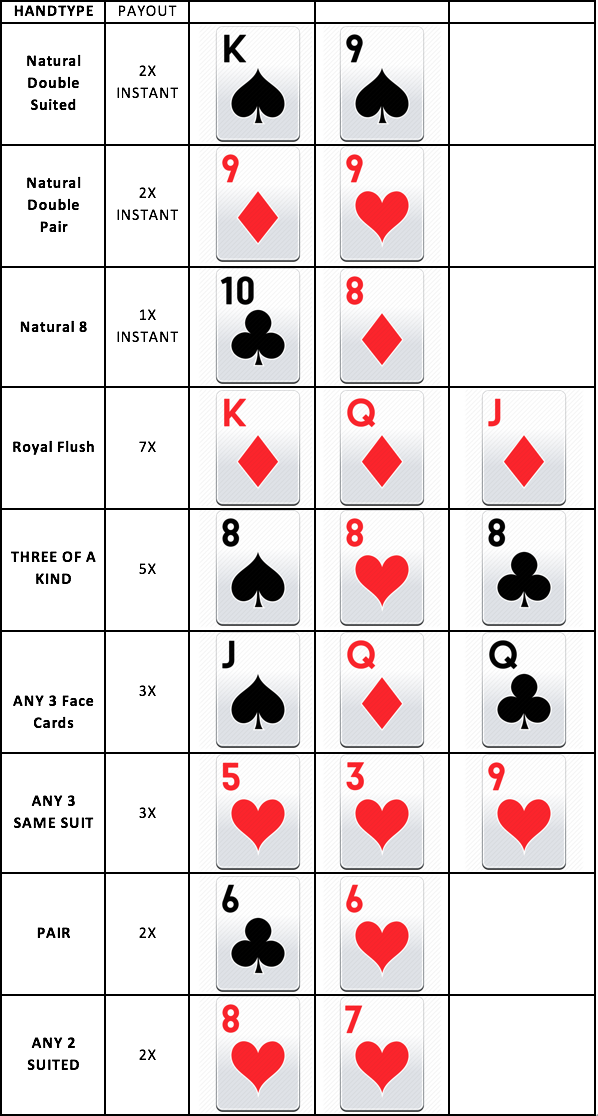 HANDTYPE PAYOUT
Natural
Double
Suited
2X
INSTANT
K 9
Natural
Double
Pair
2X
INSTANT
9 9
Natural 8
1X
INSTANT
10 8
Royal Flush
7X
K Q J
THREE OF A
KIND
5X
8 8 8
ANY 3 Face
Cards
3X
J Q Q
ANY 3
SAME SUIT
3X
5 3 9
PAIR
2X
6 6
ANY 2
SUITED
2X
8 7